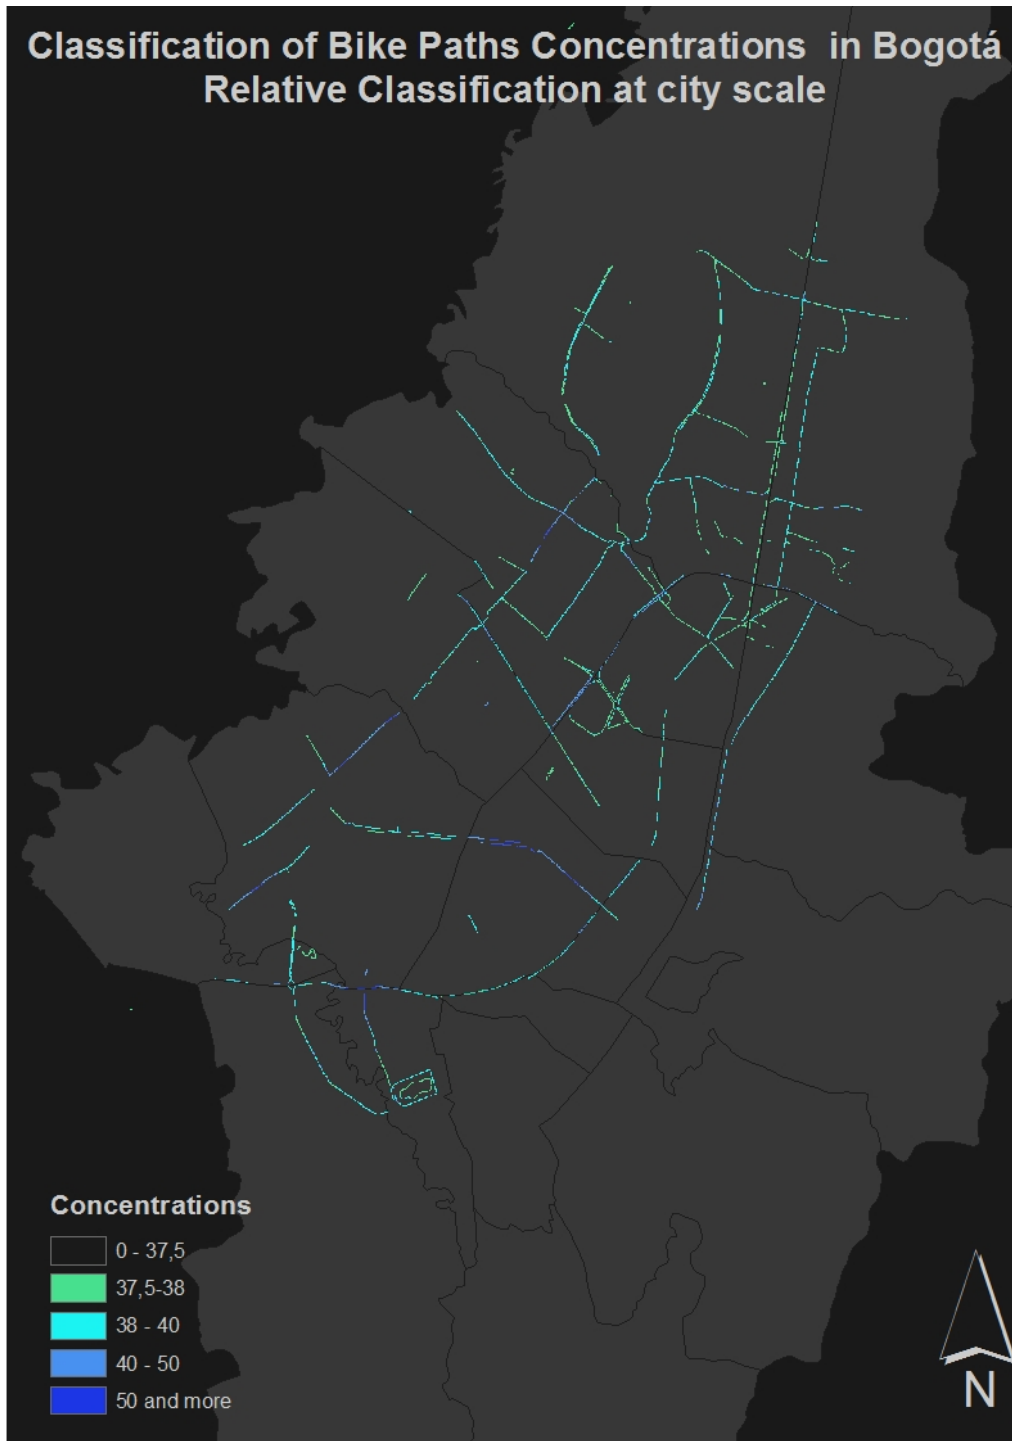 Classification of Bike Paths Concentrations  in Bogotá
Relative Classification at city scale
Concentrations
0 - 37,5
37,5-38
38 - 40
40 - 50
50 and more
N